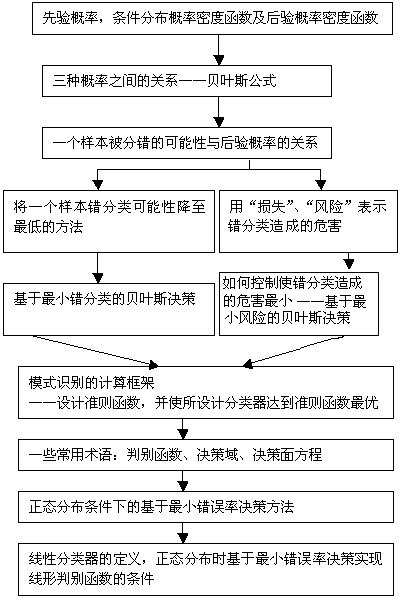 先验概率，条件分布概率密度函数及后验概率密度函数
三种概率之间的关系——贝叶斯公式
一个样本被分错的可能性与后验概率的关系
将一个样本错分类可能性降至
最低的方法
用“损失”、“风险”表示
错分类造成的危害
基于最小错分类的贝叶斯决策
如何控制使错分类造成
的危害最小 ——基于最
小风险的贝叶斯决策
模式识别的计算框架
——设计准则函数，并使所设计分类器达到准则函数最优
一些常用术语：判别函数、决策域、决策面方程
正态分布条件下的基于最小错误率决策方法
线性分类器的定义，正态分布时基于最小错误率决策实现
线形判别函数的条件